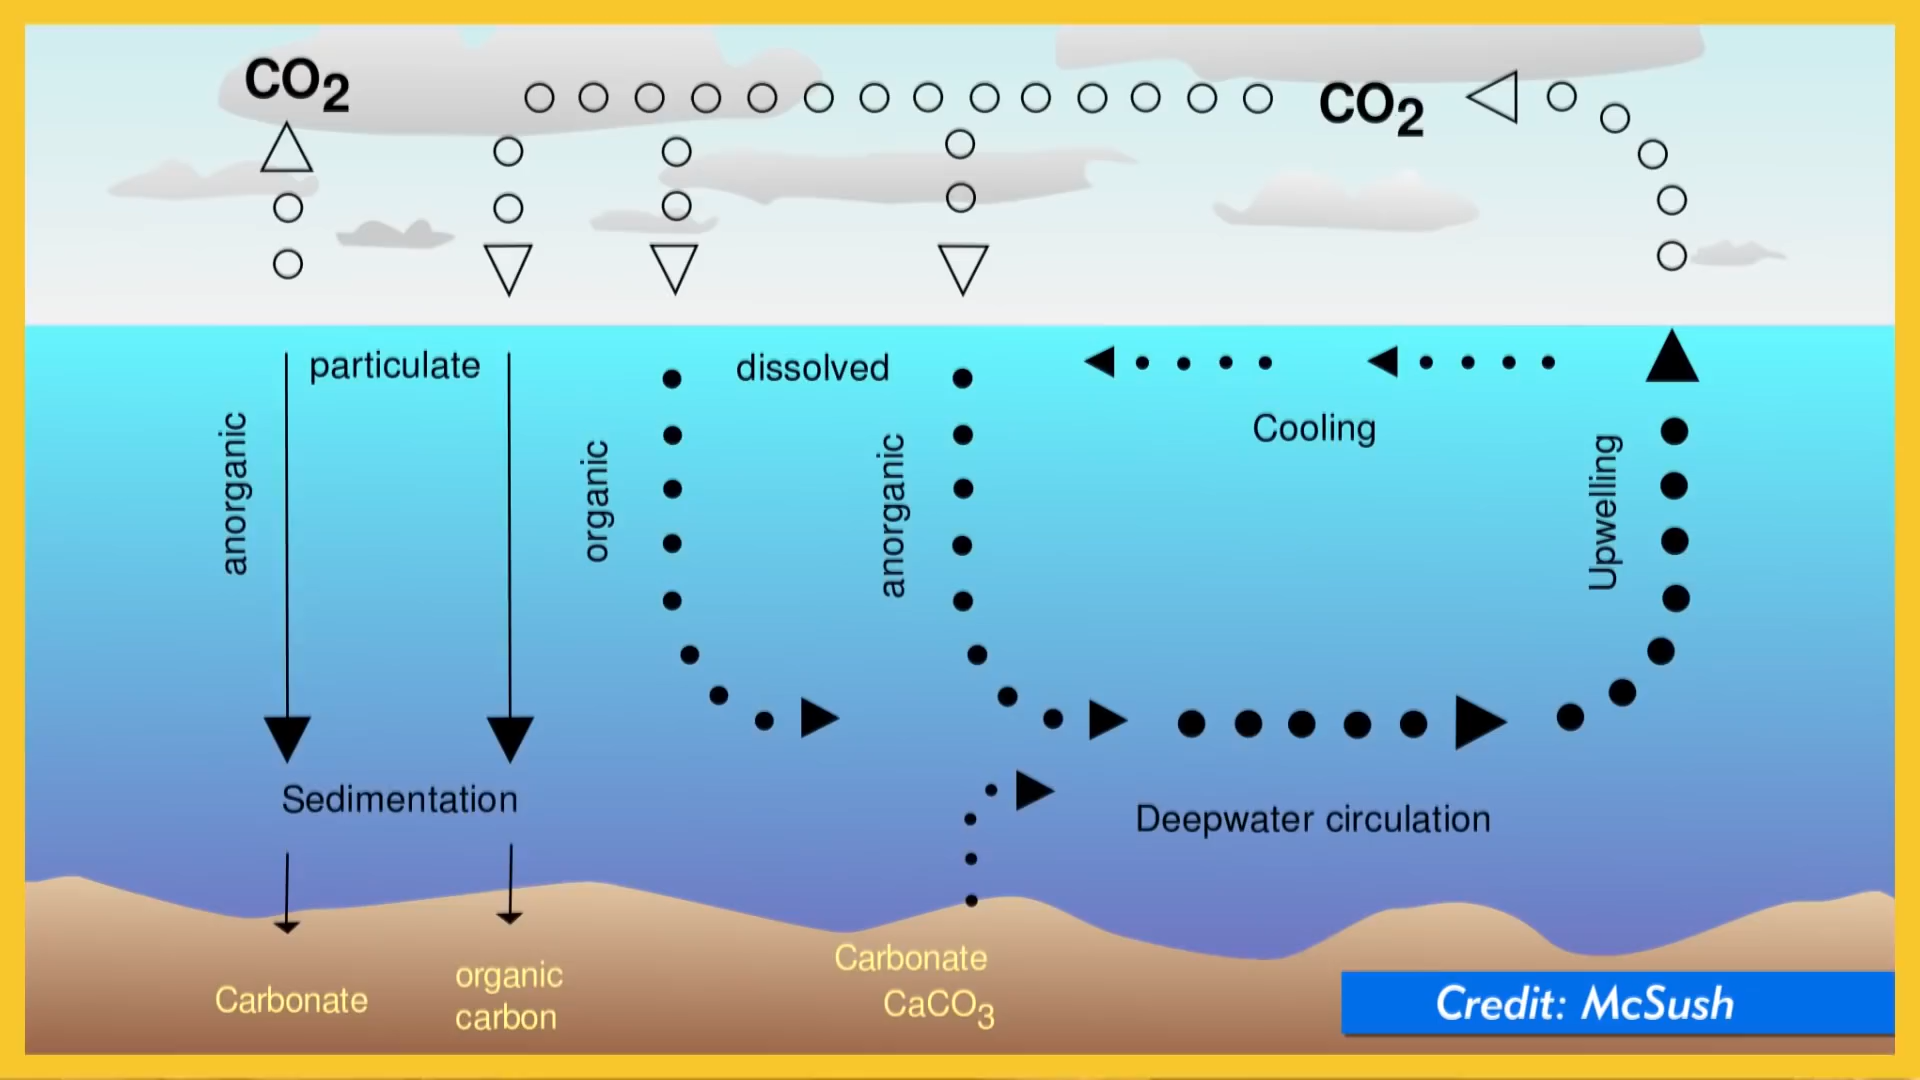 CO2
CO2
particulate
dissolved
anorganic
organic
anorganic
Cooling
Upwelling
Sedimentation
Deepwater circulation
Carbonate
organic
carbon
Carbonate
CaCO3
Credit: McSush